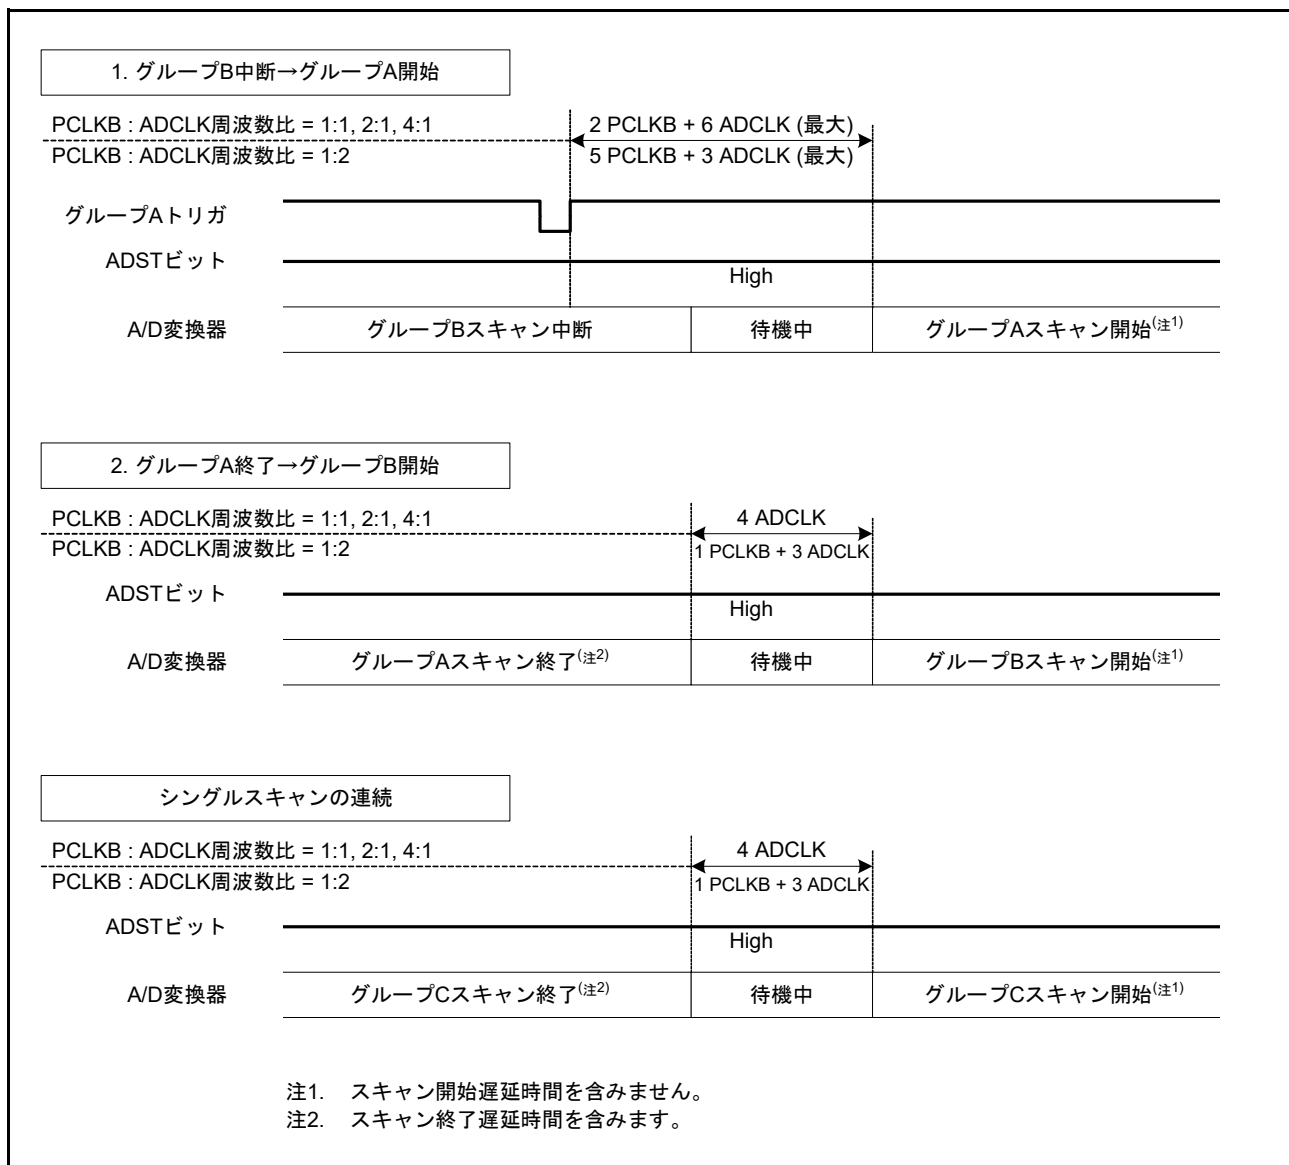 1. グループB中断→グループA開始
PCLKB : ADCLK周波数比 = 1:1, 2:1, 4:1
2 PCLKB + 6 ADCLK (最大)
PCLKB : ADCLK周波数比 = 1:2
5 PCLKB + 3 ADCLK (最大)
グループAトリガ
ADSTビット
High
A/D変換器
グループBスキャン中断
待機中
グループAスキャン開始(注1)
2. グループA終了→グループB開始
PCLKB : ADCLK周波数比 = 1:1, 2:1, 4:1
4 ADCLK
PCLKB : ADCLK周波数比 = 1:2
1 PCLKB + 3 ADCLK
ADSTビット
High
A/D変換器
グループAスキャン終了(注2)
待機中
グループBスキャン開始(注1)
シングルスキャンの連続
PCLKB : ADCLK周波数比 = 1:1, 2:1, 4:1
4 ADCLK
PCLKB : ADCLK周波数比 = 1:2
1 PCLKB + 3 ADCLK
ADSTビット
High
A/D変換器
グループCスキャン終了(注2)
待機中
グループCスキャン開始(注1)
注1. スキャン開始遅延時間を含みません。
注2. スキャン終了遅延時間を含みます。